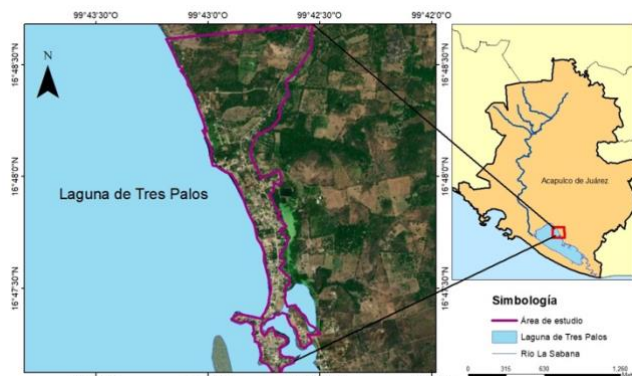 99°43'30"O 99°43'0"O 99°42'30"O 99°42'0"O
16°48'30"N
16°48'0"N
16°47'30"N
N
Laguna de Tres Palos
16°48'30"N
16°48'0"N
16°47'30"N
Acapulco de Juárez
Simbología
Área de estudio
Laguna de Tres Palos
Río La Sabana
0 315 630 1,260